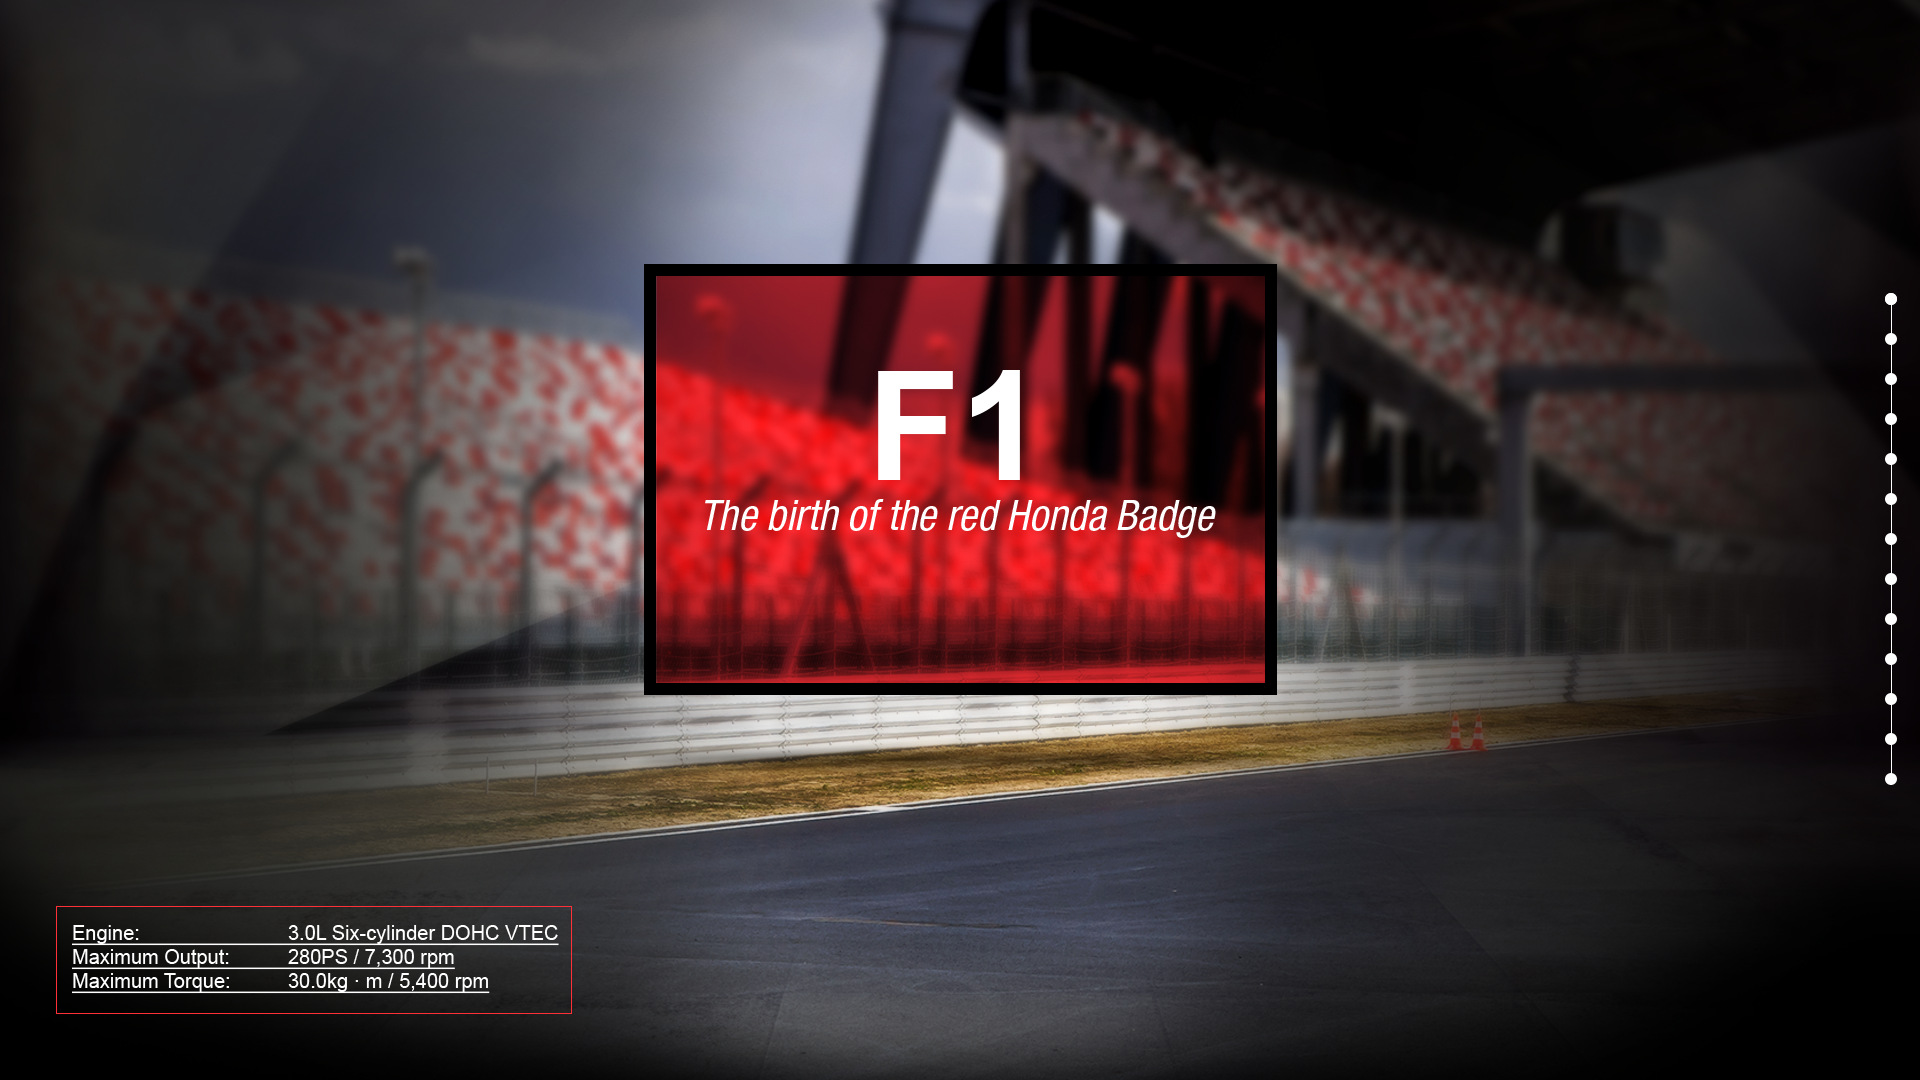 F1
The birth of the red Honda Badge
Engine: 3.0L Six-cylinder DOHC VTEC
Maximum Output: 280PS / 7,300 rpm
Maximum Torque: 30.0kg · m / 5,400 rpm